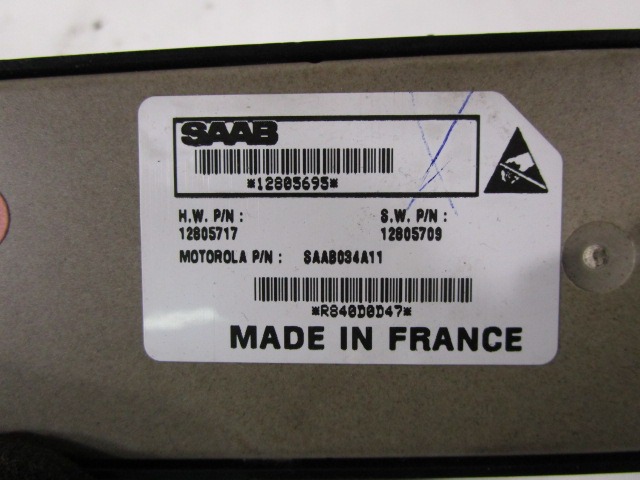 SAAB
*12805695*
H.W. P/N : S.W. P/N :
12805717 12805709
MOTOROLA P/N : SAAB034A11
*R840D0D47*
MADE IN FRANCE